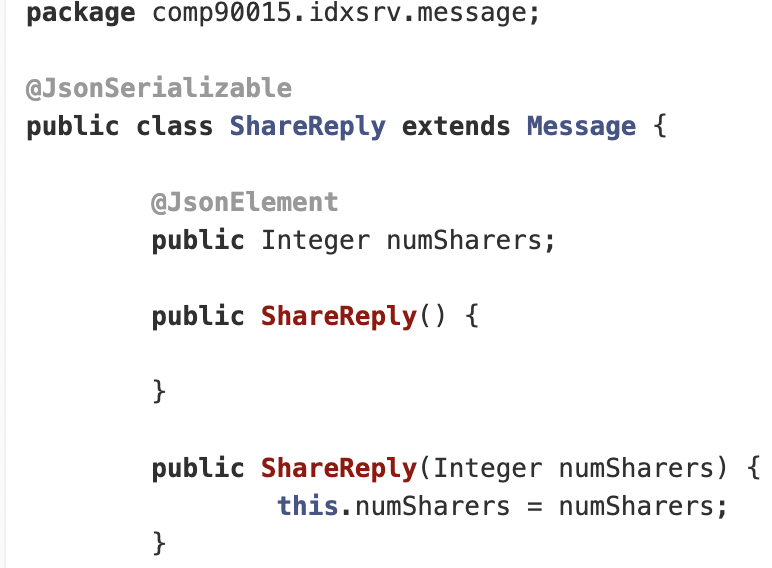 package comp90015.idxsrv.message;
@JsonSerializable
public class ShareReply extends Message {
@JsonElement
public Integer numSharers;
public ShareReply() {
}
public ShareReply(Integer numSharers) {
this.numSharers = numSharers;
}